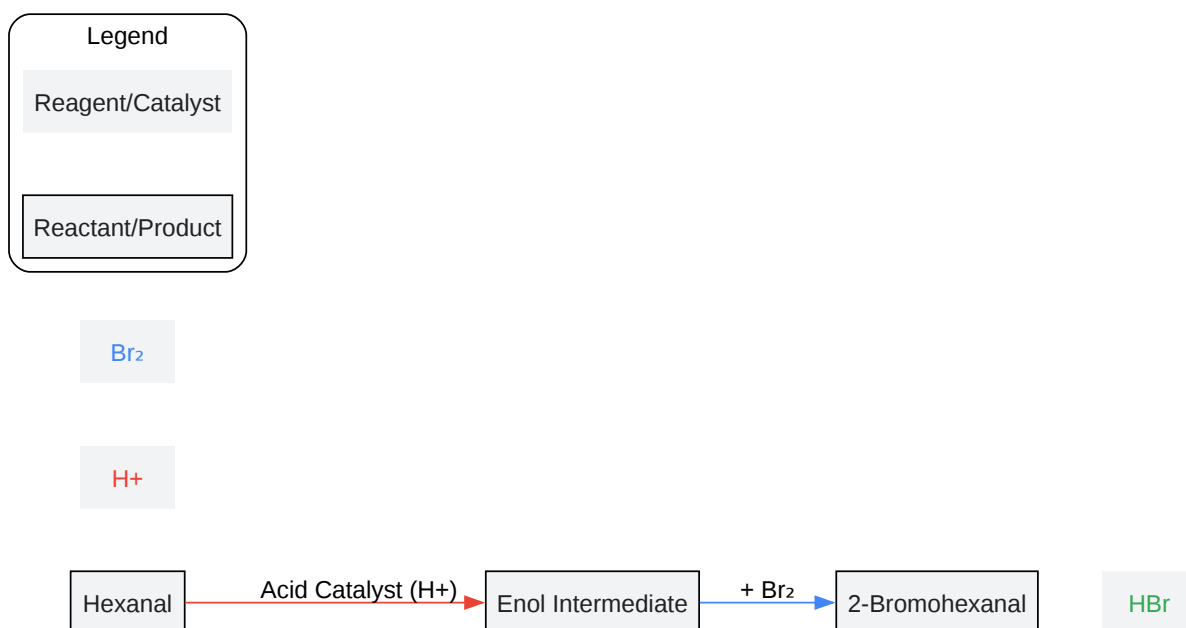 Legend
Reagent/Catalyst
Reactant/Product
Br₂
H+
Hexanal
Acid Catalyst (H+)
Enol Intermediate
+ Br₂
2-Bromohexanal
HBr